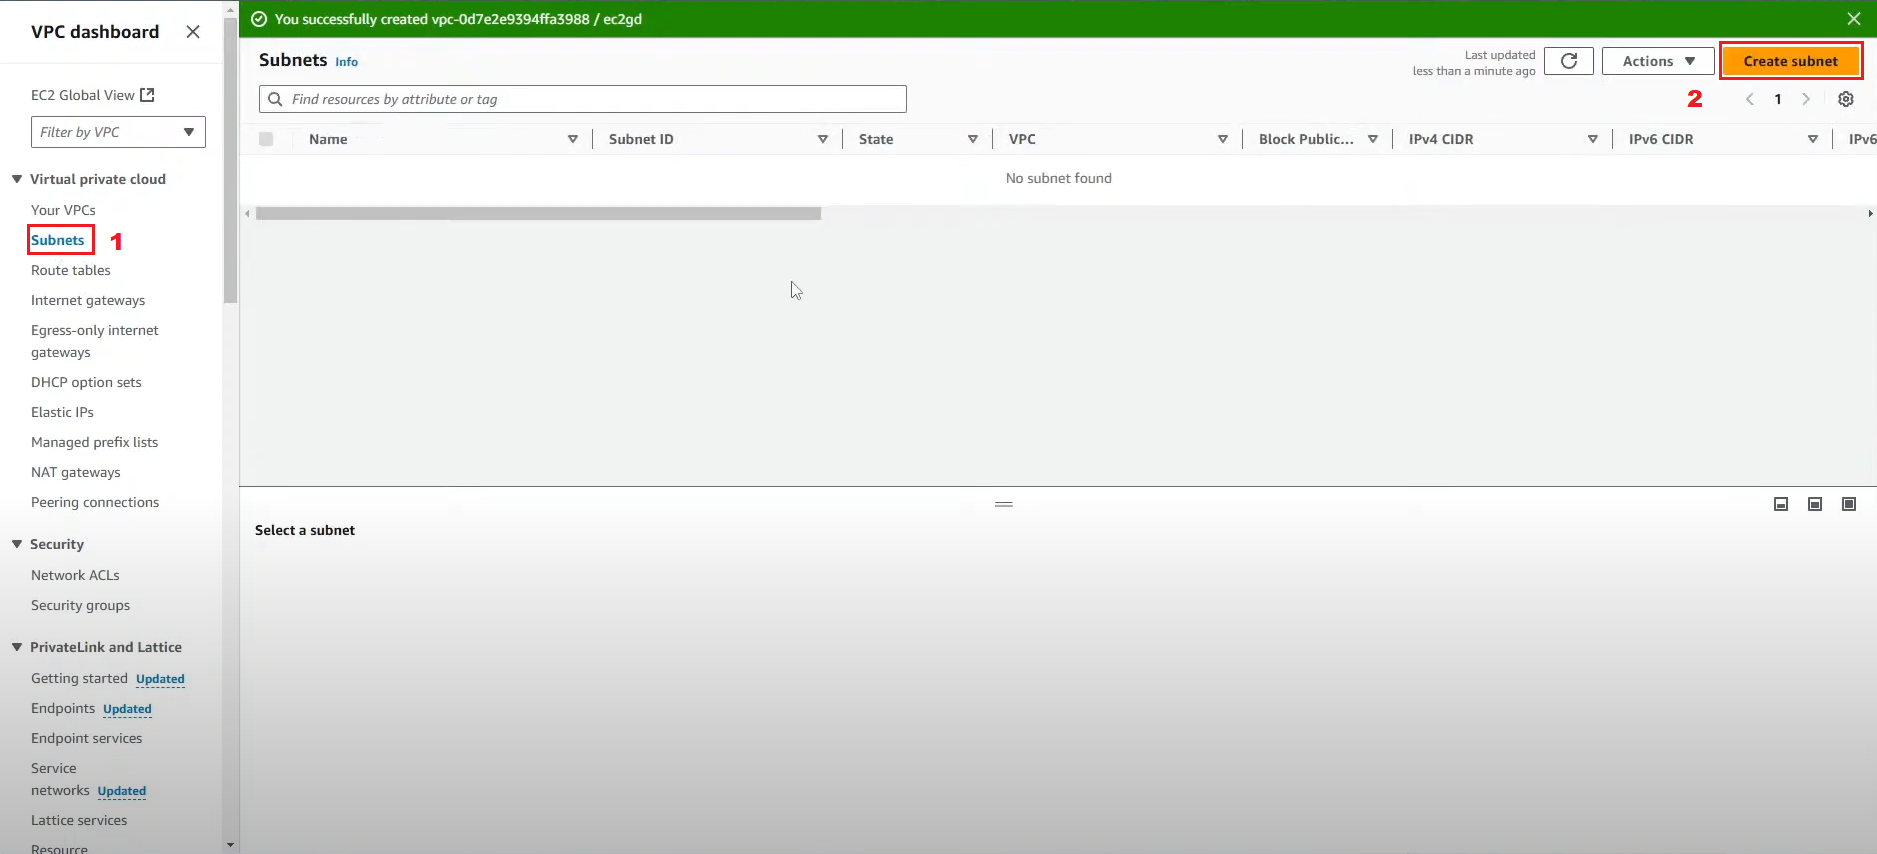 You successfully created vpc-0d7e2e9394ffa3988 / ec2gd
VPC dashboard
EC2 Global View
Filter by VPC
Virtual private cloud
Your VPCs
Subnets 1
Route tables
Internet gateways
Egress-only internet
gateways
DHCP option sets
Elastic IPs
Managed prefix lists
NAT gateways
Peering connections
Security
Network ACLs
Security groups
PrivateLink and Lattice
Getting started Updated
Endpoints Updated
Endpoint services
Service
networks Updated
Lattice services
Resource
Subnets Info
Last updated
less than a minute ago
Actions
Create subnet
Find resources by attribute or tag
2
1
Name Subnet ID State VPC Block Public... IPv4 CIDR IPv6 CIDR IPv6
No subnet found
Select a subnet